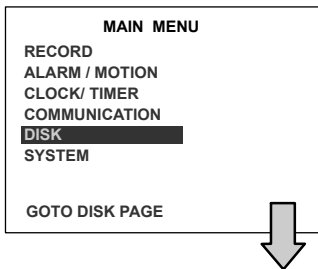 MAIN MENU
RECORD
ALARM / MOTION
CLOCK/ TIMER
COMMUNICATION
DISK
SYSTEM
GOTO DISK PAGE